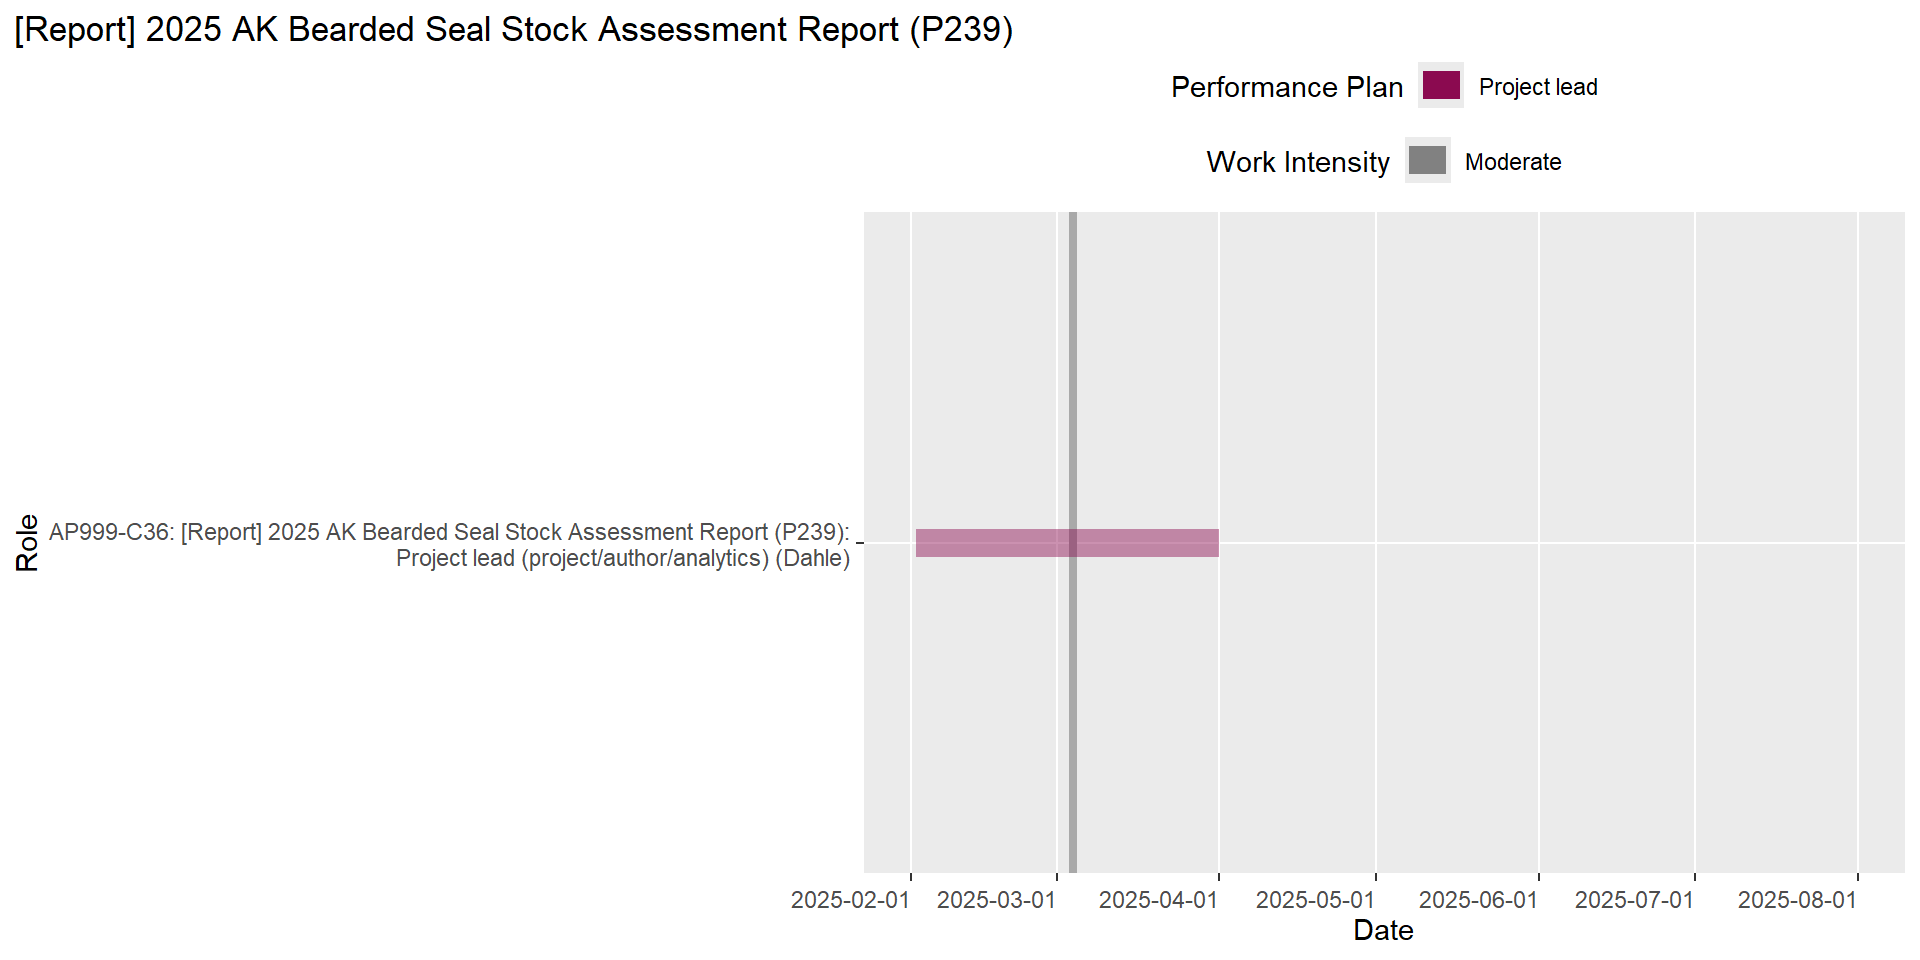 [Report] 2025 AK Bearded Seal Stock Assessment Report (P239)
Performance Plan Project lead
Work Intensity Moderate
Role
AP999-C36: [Report] 2025 AK Bearded Seal Stock Assessment Report (P239):
Project lead (project/author/analytics) (Dahle)
2025-02-01 2025-03-01 2025-04-01 2025-05-01 2025-06-01 2025-07-01 2025-08-01
Date